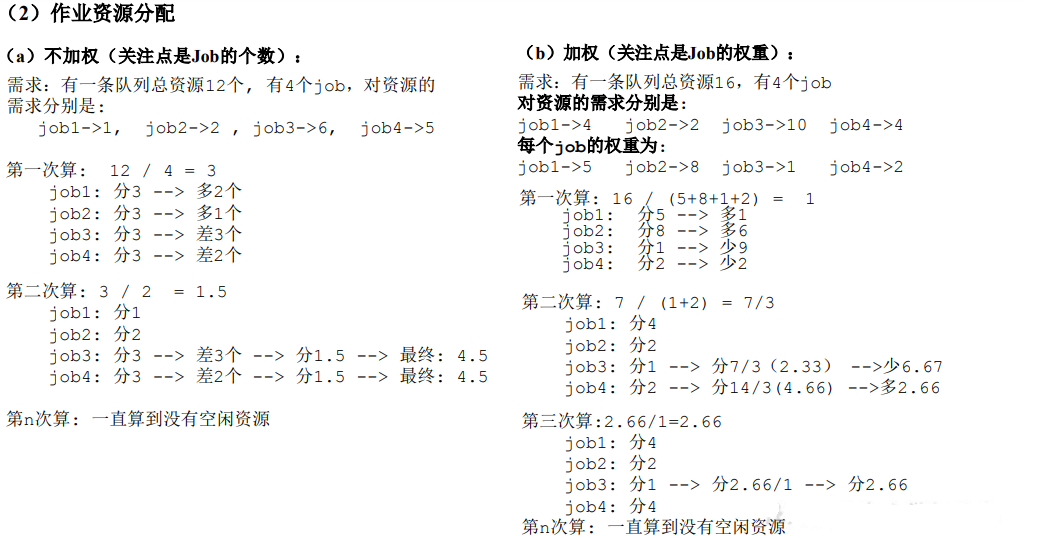 （2）作业资源分配
（a）不加权（关注点是Job的个数）：
需求：有一条队列总资源12个, 有4个job，对资源的
需求分别是:
job1->1,  job2->2 , job3->6,  job4->5
第一次算:  12 / 4 = 3
job1: 分3 --> 多2个
job2: 分3 --> 多1个
job3: 分3 --> 差3个
job4: 分3 --> 差2个
第二次算: 3 / 2  = 1.5
job1: 分1
job2: 分2
job3: 分3 --> 差3个 --> 分1.5 --> 最终: 4.5
job4: 分3 --> 差2个 --> 分1.5 --> 最终: 4.5
第n次算: 一直算到没有空闲资源
（b）加权（关注点是Job的权重）：
需求：有一条队列总资源16，有4个job
对资源的需求分别是:
job1->4  job2->2  job3->10  job4->4
每个job的权重为:
job1->5  job2->8  job3->1  job4->2
第一次算: 16 / (5+8+1+2) =  1
job1:  分5 --> 多1
job2:  分8 --> 多6
job3:  分1 --> 少9
job4:  分2 --> 少2
第二次算: 7 / (1+2) = 7/3
job1: 分4
job2: 分2
job3: 分1 --> 分7/3（2.33） -->少6.67
job4: 分2 --> 分14/3(4.66) -->多2.66
第三次算:2.66/1=2.66
job1: 分4
job2: 分2
job3: 分1 --> 分2.66/1 --> 分2.66
job4: 分4
第n次算: 一直算到没有空闲资源